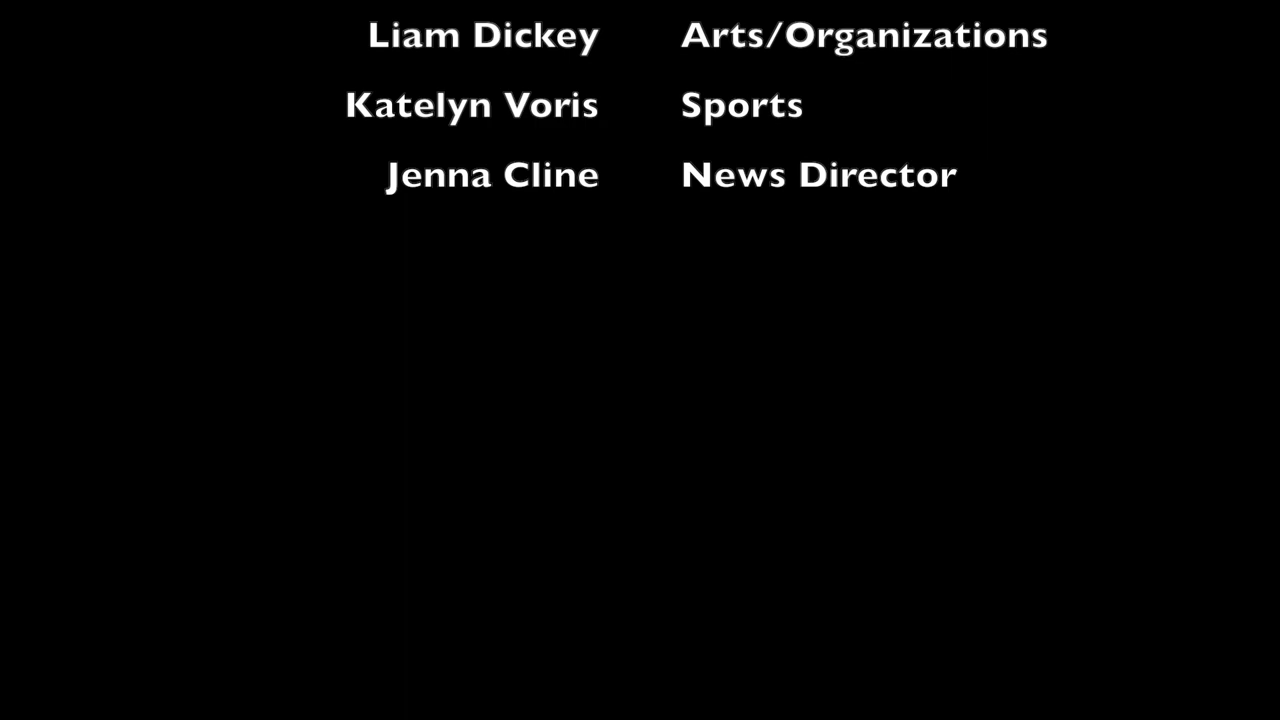 Liam Dickey Arts/Organizations
Katelyn Voris Sports
Jenna Cline News Director